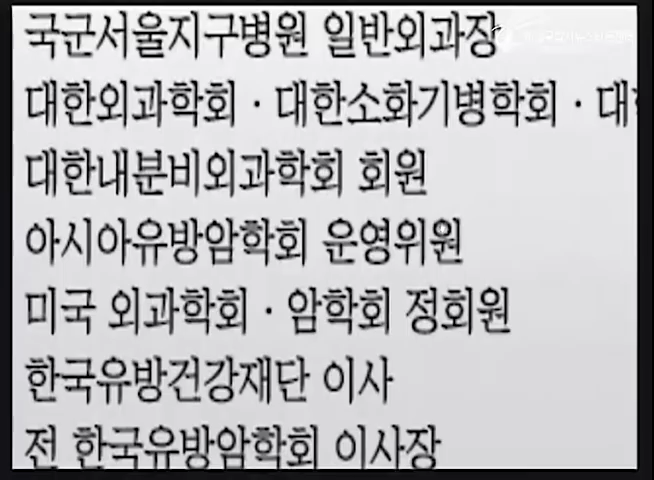 국군서울지구병원 일반외과장
대한외과학회 · 대한소화기병학회 ·
대한내분비외과학회 회원
아시아유방암학회 운영위원
미국 외과학회 · 암학회 정회원
한국유방건강재단 이사
전 한국유방암학회 이사장